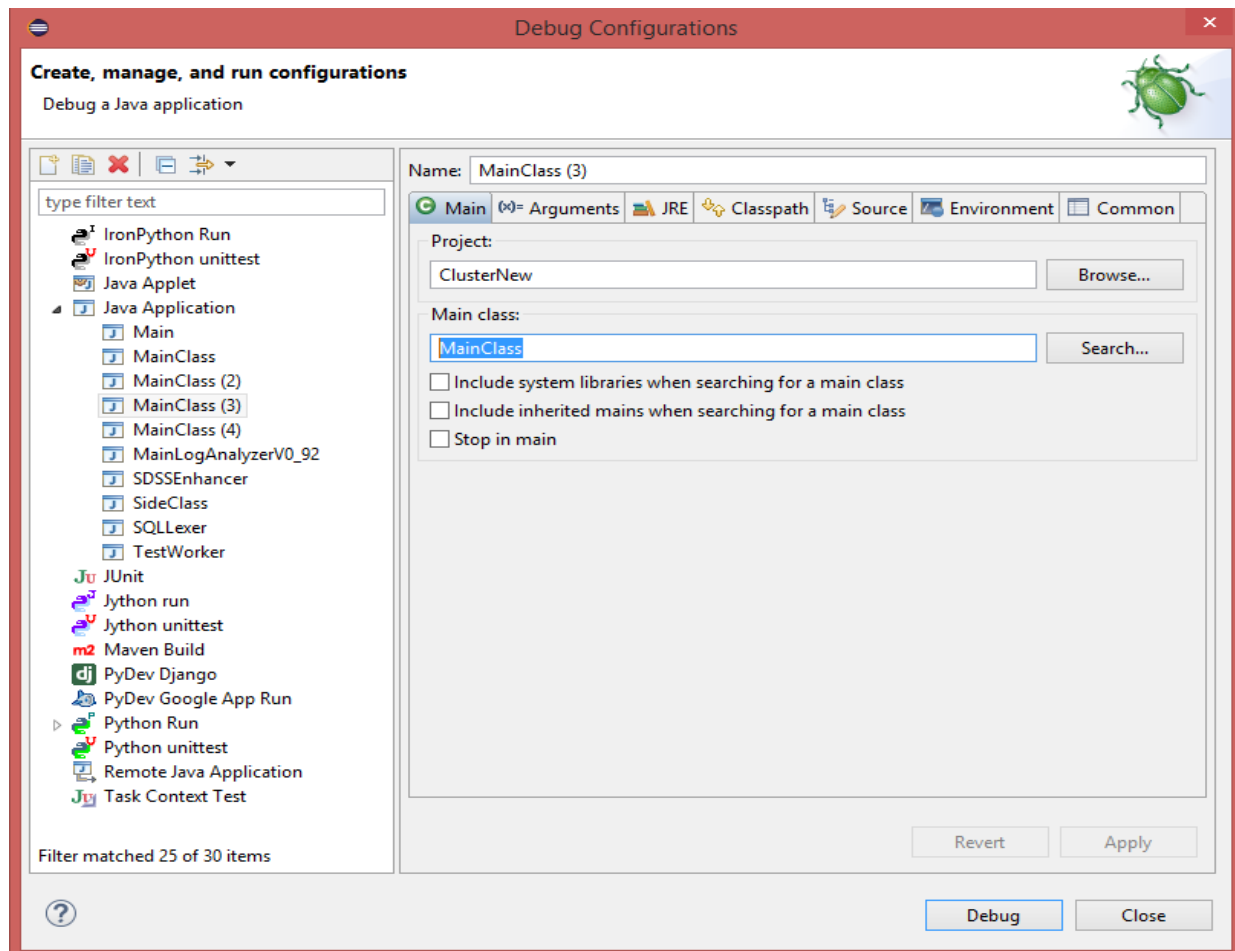 Debug Configurations
Create, manage, and run configurations
Debug a Java application
type filter text
IronPython Run
IronPython unittest
Java Applet
Java Application
Main
MainClass
MainClass (2)
MainClass (3)
MainClass (4)
MainLogAnalyzerV0_92
SDSSEnhancer
SideClass
SQLLexer
TestWorker
JUnit
Jython run
Jython unittest
m2 Maven Build
dj PyDev Django
PyDev Google App Run
Python Run
Python unittest
Remote Java Application
Task Context Test
Filter matched 25 of 30 items
Name: MainClass (3)
Main (x)= Arguments JRE Classpath Source Environment Common
Project:
ClusterNew Browse...
Main class:
MainClass Search...
Include system libraries when searching for a main class
Include inherited mains when searching for a main class
Stop in main
Revert Apply
? Debug Close